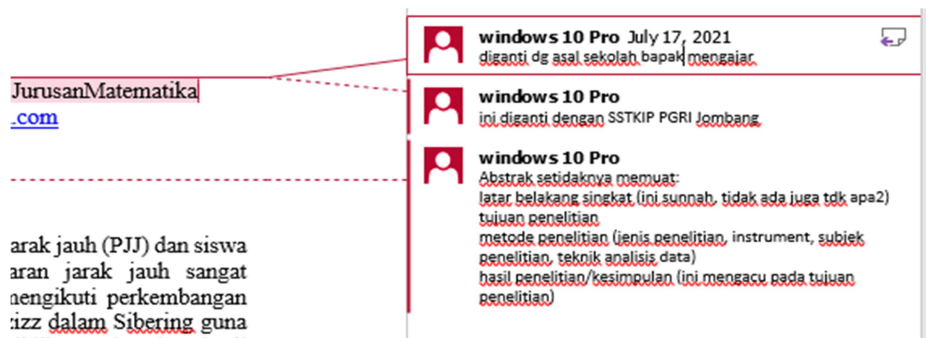 windows 10 Pro July 17, 2021
diganti dg asal sekolah bapak mengajar
JurusanMatematika
.com
windows 10 Pro
ini diganti dengan SSTKIP PGRI Jombang
windows 10 Pro
Abstrak setidaknya memuat:
latar belakang singkat (ini sunnah, tidak ada juga tdk apa2)
tujuan penelitian
metode penelitian (jenis penelitian, instrument, subjek
penelitian, teknik analisis data)
hasil penelitian/kesimpulan (ini mengacu pada tujuan
penelitian)
arak jauh (PJJ) dan siswa
aran jarak jauh sangat
nengikuti perkembangan
izz dalam Sibering guna